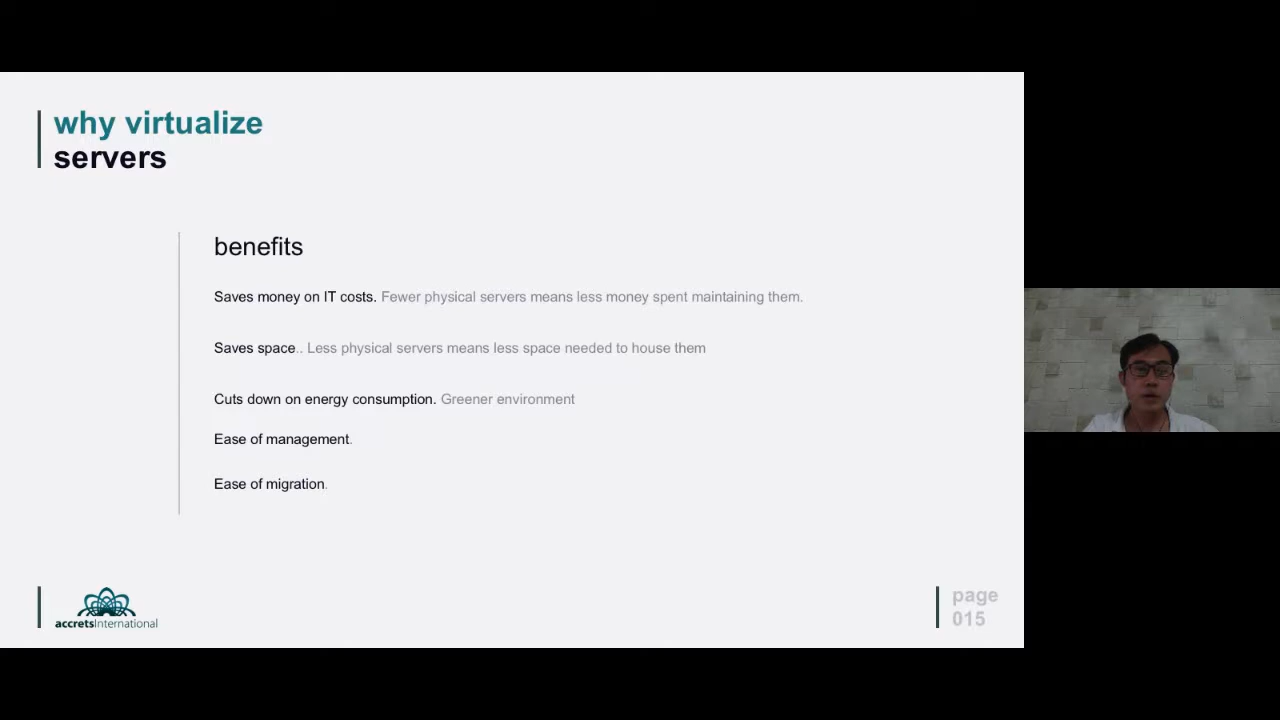 why virtualize
servers
benefits
Saves money on IT costs. Fewer physical servers means less money spent maintaining them.
Saves space.. Less physical servers means less space needed to house them
Cuts down on energy consumption. Greener environment
Ease of management.
Ease of migration.
accretsInternational
page
015